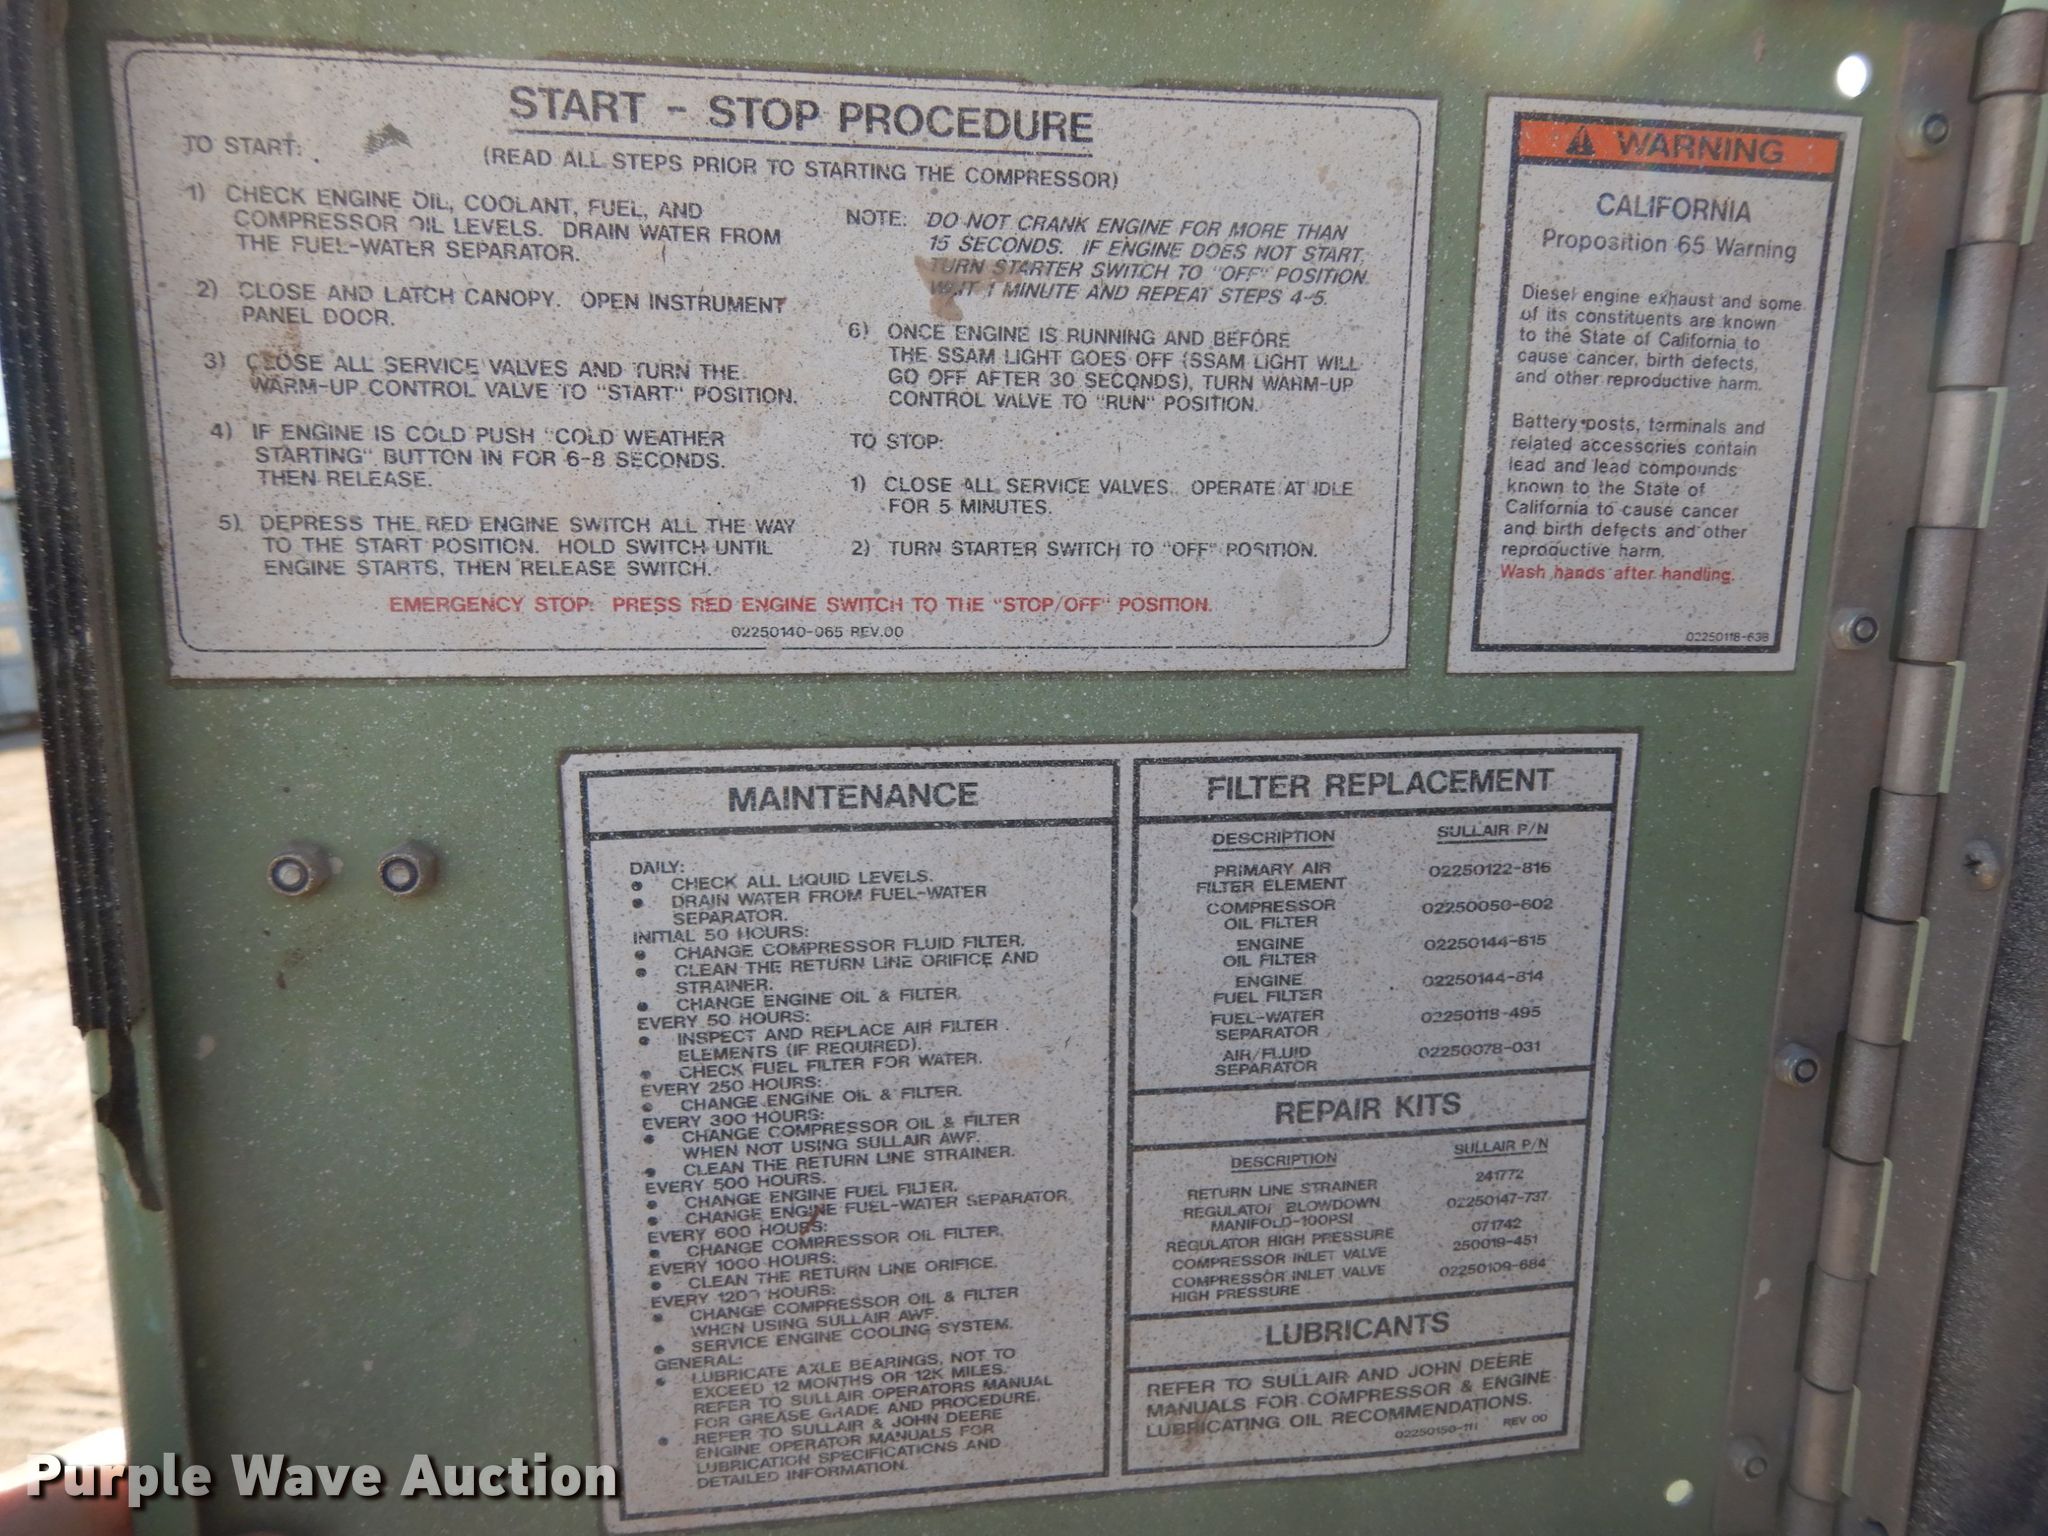 START - STOP PROCEDURE
(READ ALL STEPS PRIOR TO STARTING THE COMPRESSOR)
TO START:
1) CHECK ENGINE OIL, COOLANT, FUEL, AND
COMPRESSOR OIL LEVELS. DRAIN WATER FROM
THE FUEL-WATER SEPARATOR.
2) CLOSE AND LATCH CANOPY. OPEN INSTRUMENT
PANEL DOOR.
3) CLOSE ALL SERVICE VALVES AND TURN THE
WARM-UP CONTROL VALVE TO "START" POSITION.
4) IF ENGINE IS COLD PUSH "COLD WEATHER
STARTING" BUTTON IN FOR 6-8 SECONDS.
THEN RELEASE.
5) DEPRESS THE RED ENGINE SWITCH ALL THE WAY
TO THE START POSITION. HOLD SWITCH UNTIL
ENGINE STARTS, THEN RELEASE SWITCH.
NOTE: DO NOT CRANK ENGINE FOR MORE THAN
15 SECONDS. IF ENGINE DOES NOT START,
TURN STARTER SWITCH TO "OFF" POSITION.
WAIT 1 MINUTE AND REPEAT STEPS 4-5.
6) ONCE ENGINE IS RUNNING AND BEFORE
THE SSAM LIGHT GOES OFF (SSAM LIGHT WILL
GO OFF AFTER 30 SECONDS), TURN WARM-UP
CONTROL VALVE TO "RUN" POSITION.
TO STOP:
1) CLOSE ALL SERVICE VALVES. OPERATE AT IDLE
FOR 5 MINUTES.
2) TURN STARTER SWITCH TO "OFF" POSITION.
EMERGENCY STOP: PRESS RED ENGINE SWITCH TO THE "STOP/OFF" POSITION.
02250140-065 REV.00
WARNING
CALIFORNIA
Proposition 65 Warning
Diesel engine exhaust and some
of its constituents are known
to the State of California to
cause cancer, birth defects,
and other reproductive harm.
Battery posts, terminals and
related accessories contain
lead and lead compounds
known to the State of
California to cause cancer
and birth defects and other
reproductive harm.
Wash hands after handling.
02250118-638
MAINTENANCE
DAILY:
• CHECK ALL LIQUID LEVELS.
• DRAIN WATER FROM FUEL-WATER
SEPARATOR.
INITIAL 50 HOURS:
• CHANGE COMPRESSOR FLUID FILTER.
• CLEAN THE RETURN LINE ORIFICE AND
STRAINER.
• CHANGE ENGINE OIL & FILTER.
EVERY 50 HOURS:
• INSPECT AND REPLACE AIR FILTER
ELEMENTS (IF REQUIRED).
• CHECK FUEL FILTER FOR WATER.
EVERY 250 HOURS:
• CHANGE ENGINE OIL & FILTER.
EVERY 300 HOURS:
• CHANGE COMPRESSOR OIL & FILTER
WHEN NOT USING SULLAIR AWF.
• CLEAN THE RETURN LINE STRAINER.
EVERY 500 HOURS.
• CHANGE ENGINE FUEL FILTER.
• CHANGE ENGINE FUEL-WATER SEPARATOR.
EVERY 600 HOURS:
• CHANGE COMPRESSOR OIL FILTER.
EVERY 1000 HOURS:
• CLEAN THE RETURN LINE ORIFICE.
EVERY 1200 HOURS:
• CHANGE COMPRESSOR OIL & FILTER
WHEN USING SULLAIR AWF.
• SERVICE ENGINE COOLING SYSTEM.
GENERAL:
• LUBRICATE AXLE BEARINGS, NOT TO
EXCEED 12 MONTHS OR 12K MILES.
REFER TO SULLAIR OPERATORS MANUAL
FOR GREASE GRADE AND PROCEDURE.
• REFER TO SULLAIR & JOHN DEERE
ENGINE OPERATOR MANUALS FOR
LUBRICATION SPECIFICATIONS AND
DETAILED INFORMATION.
FILTER REPLACEMENT
DESCRIPTION SULLAIR P/N
PRIMARY AIR 02250122-816
FILTER ELEMENT
COMPRESSOR 02250050-602
OIL FILTER
ENGINE 02250144-815
OIL FILTER
ENGINE 02250144-814
FUEL FILTER
FUEL-WATER 02250118-495
SEPARATOR
AIR/FLUID 02250078-031
SEPARATOR
REPAIR KITS
DESCRIPTION SULLAIR P/N
RETURN LINE STRAINER 241772
REGULATOR BLOWDOWN 02250147-737
MANIFOLD-100PSI
REGULATOR HIGH PRESSURE 071742
COMPRESSOR INLET VALVE 250019-451
COMPRESSOR INLET VALVE 02250109-684
HIGH PRESSURE
LUBRICANTS
REFER TO SULLAIR AND JOHN DEERE
MANUALS FOR COMPRESSOR & ENGINE
LUBRICATING OIL RECOMMENDATIONS.
02250150-111 REV 00
Purple Wave Auction